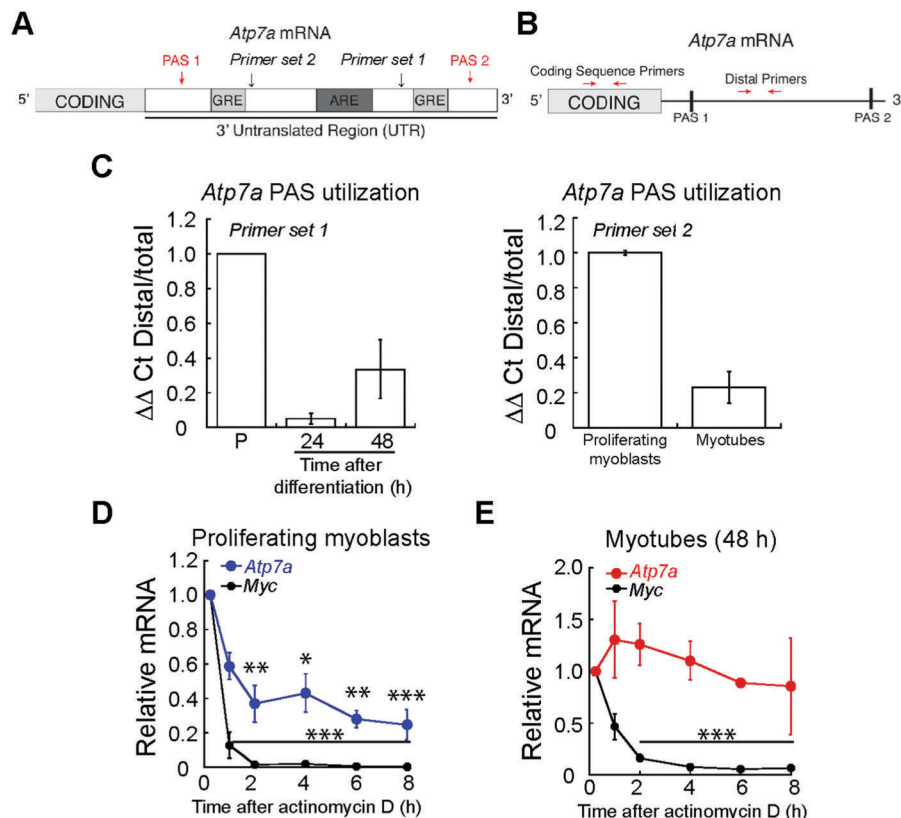 A
Atp7a mRNA
PAS 1
Primer set 2
Primer set 1
PAS 2
5’
CODING
GRE
ARE
GRE
3’
3’ Untranslated Region (UTR)
B
Atp7a mRNA
Coding Sequence Primers
Distal Primers
5’
CODING
3
PAS 1
PAS 2
C
Atp7a PAS utilization
Primer set 1
ΔΔ Ct Distal/total
1.2
1.0
0.8
0.6
0.4
0.2
0
P
24
48
Time after
differentiation (h)
Atp7a PAS utilization
Primer set 2
ΔΔ Ct Distal/total
1.2
1.0
0.8
0.6
0.4
0.2
0
Proliferating
myoblasts
Myotubes
D
Proliferating myoblasts
Atp7a
Myc
Relative mRNA
1.2
1.0
0.8
0.6
0.4
0.2
0
**
*
**
***
***
0
2
4
6
8
Time after actinomycin D (h)
E
Myotubes (48 h)
Atp7a
Myc
Relative mRNA
2.0
1.5
1.0
0.5
0.0
***
0
2
4
6
8
Time after actinomycin D (h)